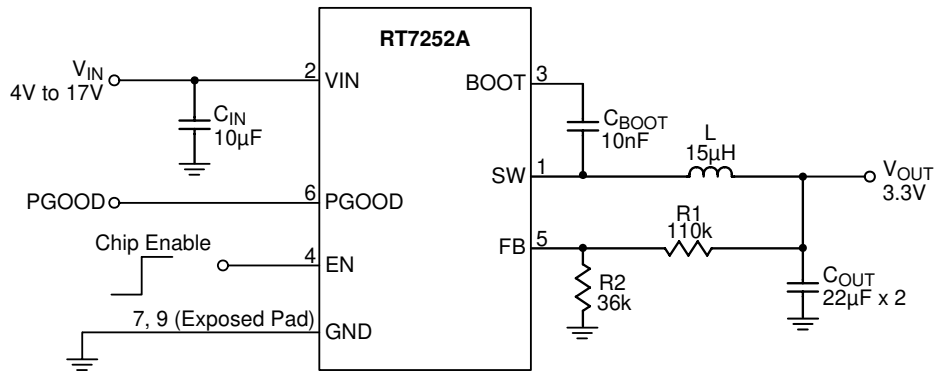 RT7252A
VIN
4V to 17V
2
VIN
CIN
10µF
BOOT
3
CBOOT
10nF
L
15µH
SW
1
VOUT
3.3V
PGOOD
6
PGOOD
R1
110k
FB
5
Chip Enable
4
EN
R2
36k
COUT
22µF x 2
7, 9 (Exposed Pad)
GND